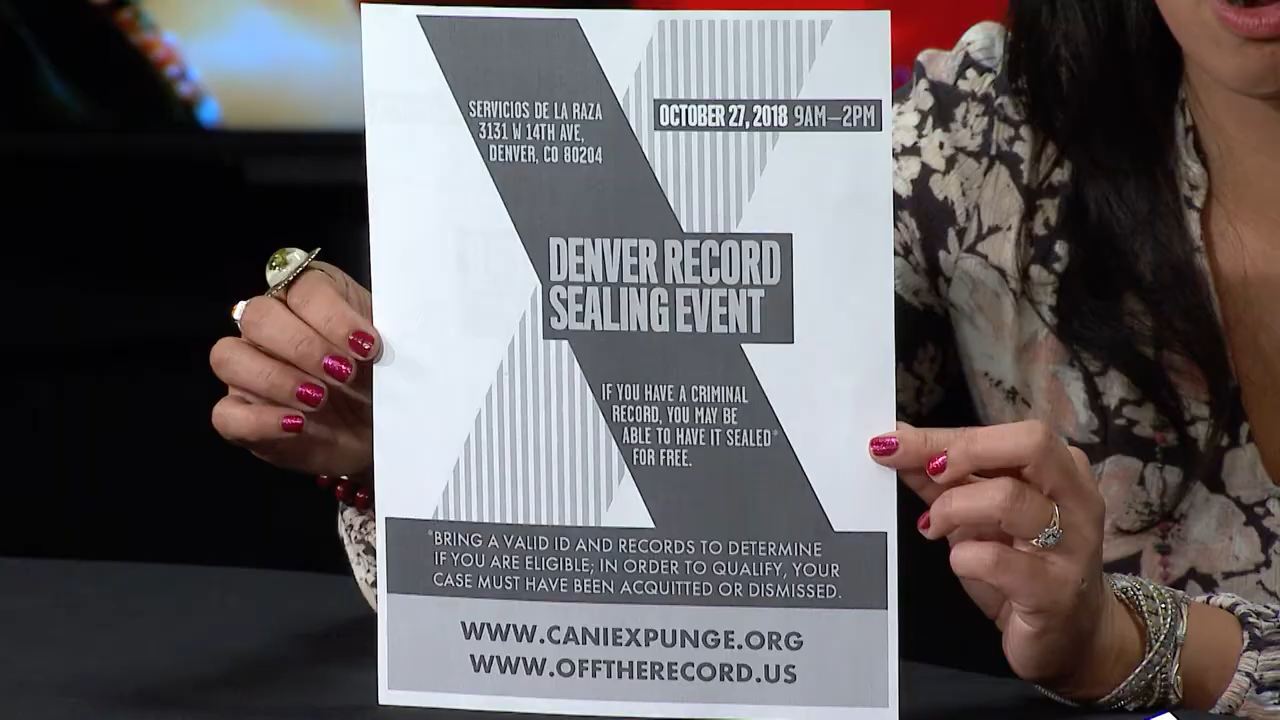 SERVICIOS DE LA RAZA
3131 W 14TH AVE,
DENVER, CO 80204
OCTOBER 27, 2018 9AM–2PM
DENVER RECORD
SEALING EVENT
IF YOU HAVE A CRIMINAL
RECORD, YOU MAY BE
ABLE TO HAVE IT SEALED*
FOR FREE.
*BRING A VALID ID AND RECORDS TO DETERMINE
IF YOU ARE ELIGIBLE; IN ORDER TO QUALIFY, YOUR
CASE MUST HAVE BEEN ACQUITTED OR DISMISSED.
WWW.CANIEXPUNGE.ORG
WWW.OFFTHERECORD.US